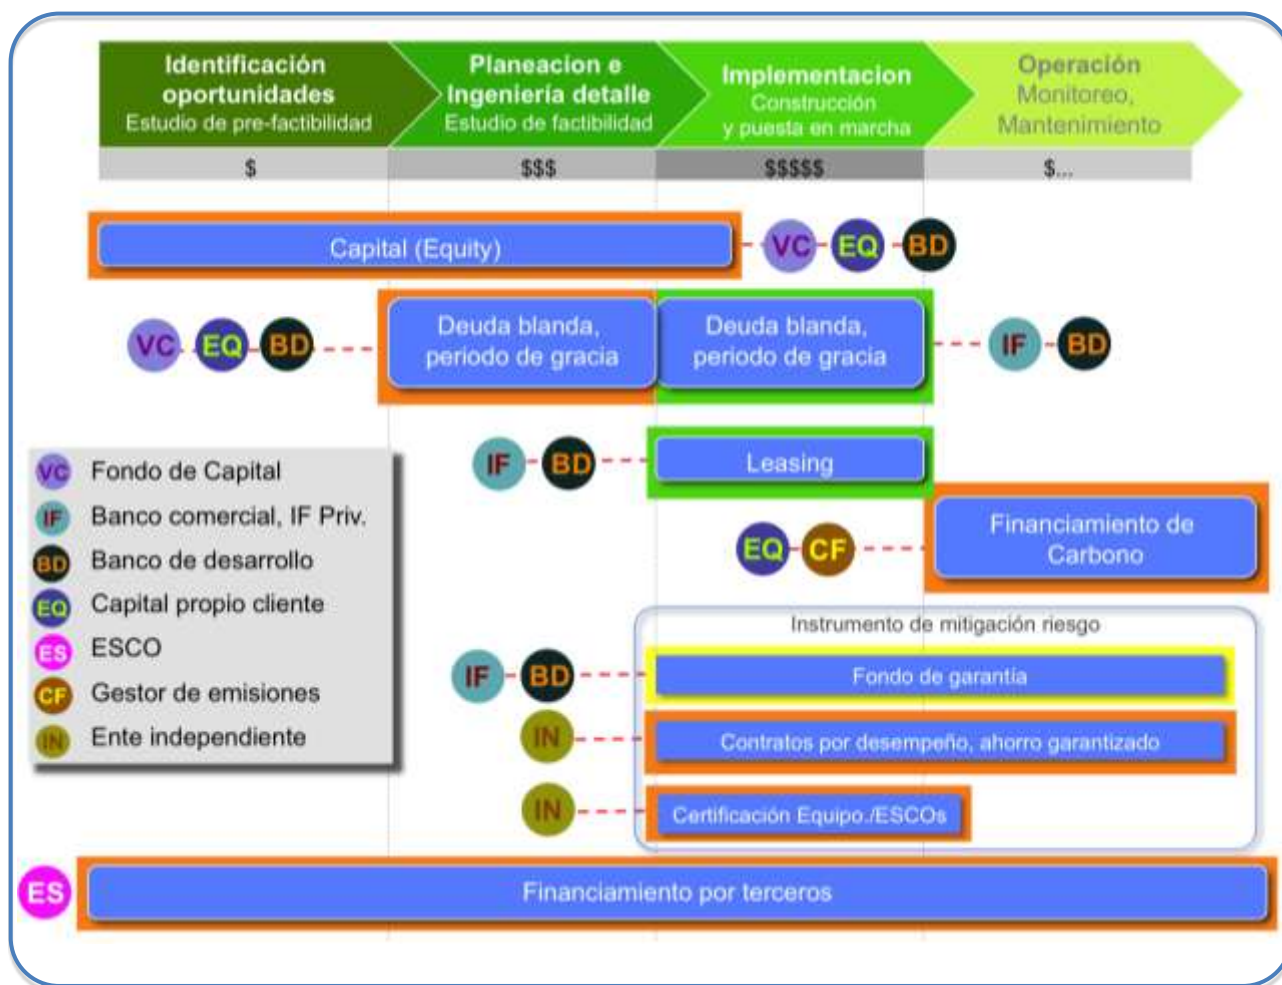 Identificación
oportunidades
Estudio de pre-factibilidad
Planeacion e
Ingeniería detalle
Estudio de factibilidad
Implementacion
Construcción
y puesta en marcha
Operación
Monitoreo,
Mantenimiento
$
$$$
$$$$$
$...
Capital (Equity)
VC
EQ
BD
VC
EQ
BD
Deuda blanda,
periodo de gracia
Deuda blanda,
periodo de gracia
IF
BD
IF
BD
Leasing
EQ
CF
Financiamiento de
Carbono
VC Fondo de Capital
IF Banco comercial, IF Priv.
BD Banco de desarrollo
EQ Capital propio cliente
ES ESCO
CF Gestor de emisiones
IN Ente independiente
Instrumento de mitigación riesgo
IF
BD
Fondo de garantía
IN
Contratos por desempeño, ahorro garantizado
IN
Certificación Equipo./ESCOs
ES
Financiamiento por terceros